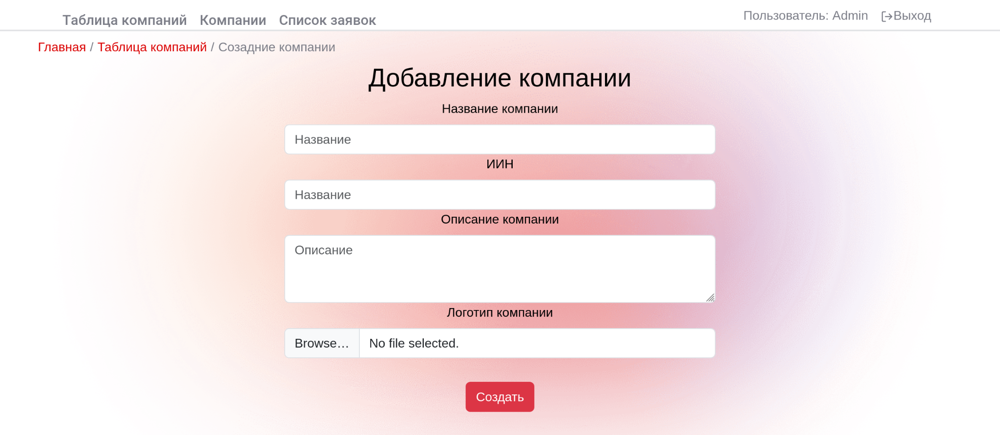 Таблица компаний Компании Список заявок Пользователь: Admin Выход
Главная / Таблица компаний / Созадние компании
Добавление компании
Название компании
Название
ИИН
Название
Описание компании
Описание
Логотип компании
Browse… No file selected.
Создать